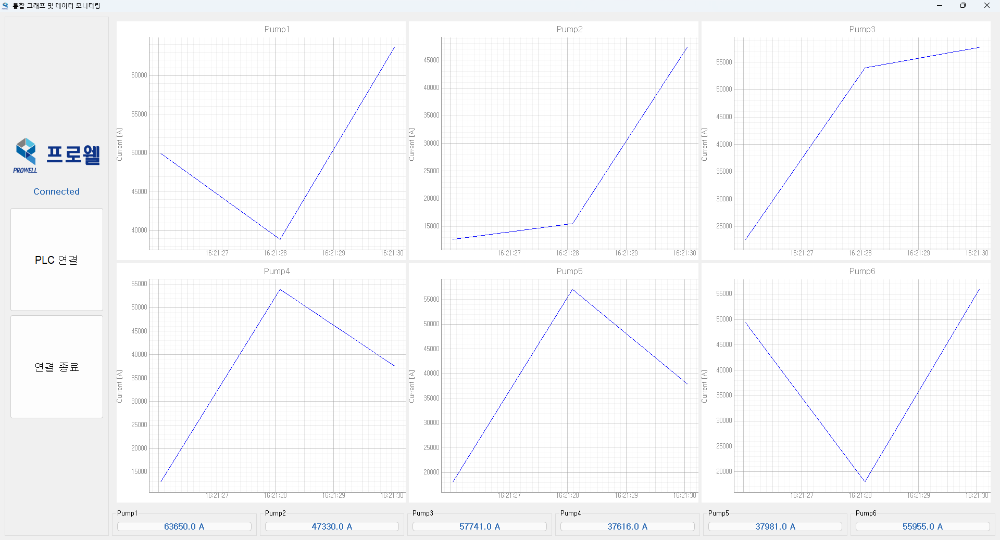 통합 그래프 및 데이터 모니터링
프로웰
PROWELL
Connected
PLC 연결
연결 종료
Pump1
Current [A]
60000
55000
50000
45000
40000
16:21:27 16:21:28 16:21:29 16:21:30
Pump2
Current [A]
45000
40000
35000
30000
25000
20000
15000
16:21:27 16:21:28 16:21:29 16:21:30
Pump3
Current [A]
55000
50000
45000
40000
35000
30000
25000
16:21:27 16:21:28 16:21:29 16:21:30
Pump4
Current [A]
55000
50000
45000
40000
35000
30000
25000
20000
15000
16:21:27 16:21:28 16:21:29 16:21:30
Pump5
Current [A]
55000
50000
45000
40000
35000
30000
25000
20000
16:21:27 16:21:28 16:21:29 16:21:30
Pump6
Current [A]
55000
50000
45000
40000
35000
30000
25000
20000
16:21:27 16:21:28 16:21:29 16:21:30
Pump1
63650.0 A
Pump2
47330.0 A
Pump3
57741.0 A
Pump4
37616.0 A
Pump5
37981.0 A
Pump6
55955.0 A